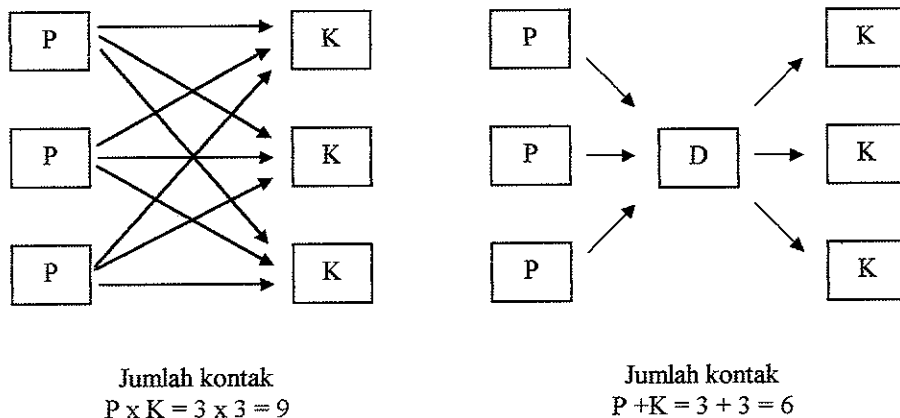 P
K
P
K
P
K
Jumlah kontak
P x K = 3 x 3 = 9
P
K
P
D
K
P
K
Jumlah kontak
P +K = 3 + 3 = 6